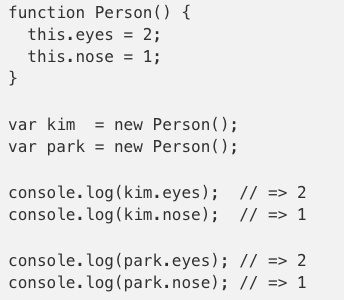 function Person() {
  this.eyes = 2;
  this.nose = 1;
}

var kim  = new Person();
var park = new Person();

console.log(kim.eyes);  // => 2
console.log(kim.nose);  // => 1

console.log(park.eyes); // => 2
console.log(park.nose); // => 1